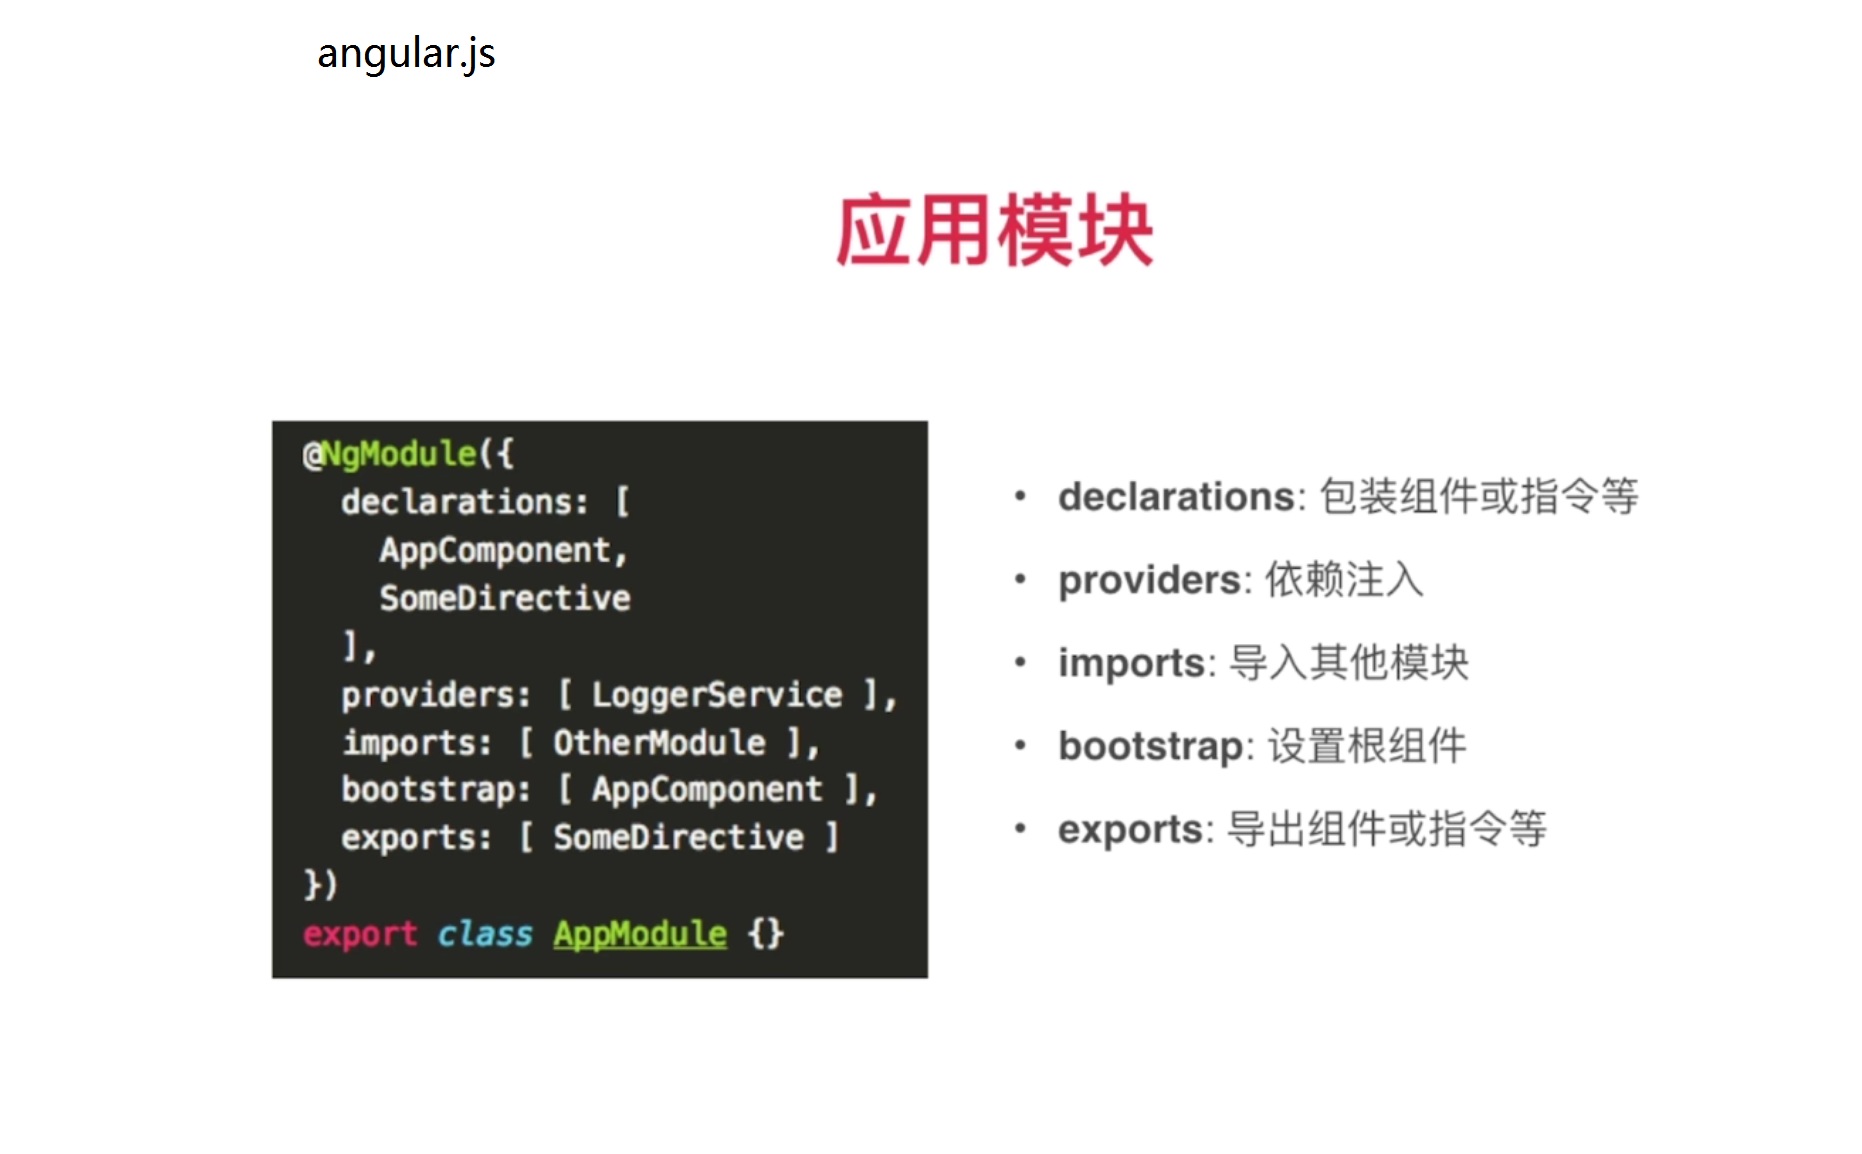 angular.js
应用模块
@NgModule({
  declarations: [
    AppComponent,
    SomeDirective
  ],
  providers: [ LoggerService ],
  imports: [ OtherModule ],
  bootstrap: [ AppComponent ],
  exports: [ SomeDirective ]
})
export class AppModule {}
• declarations: 包装组件或指令等
• providers: 依赖注入
• imports: 导入其他模块
• bootstrap: 设置根组件
• exports: 导出组件或指令等